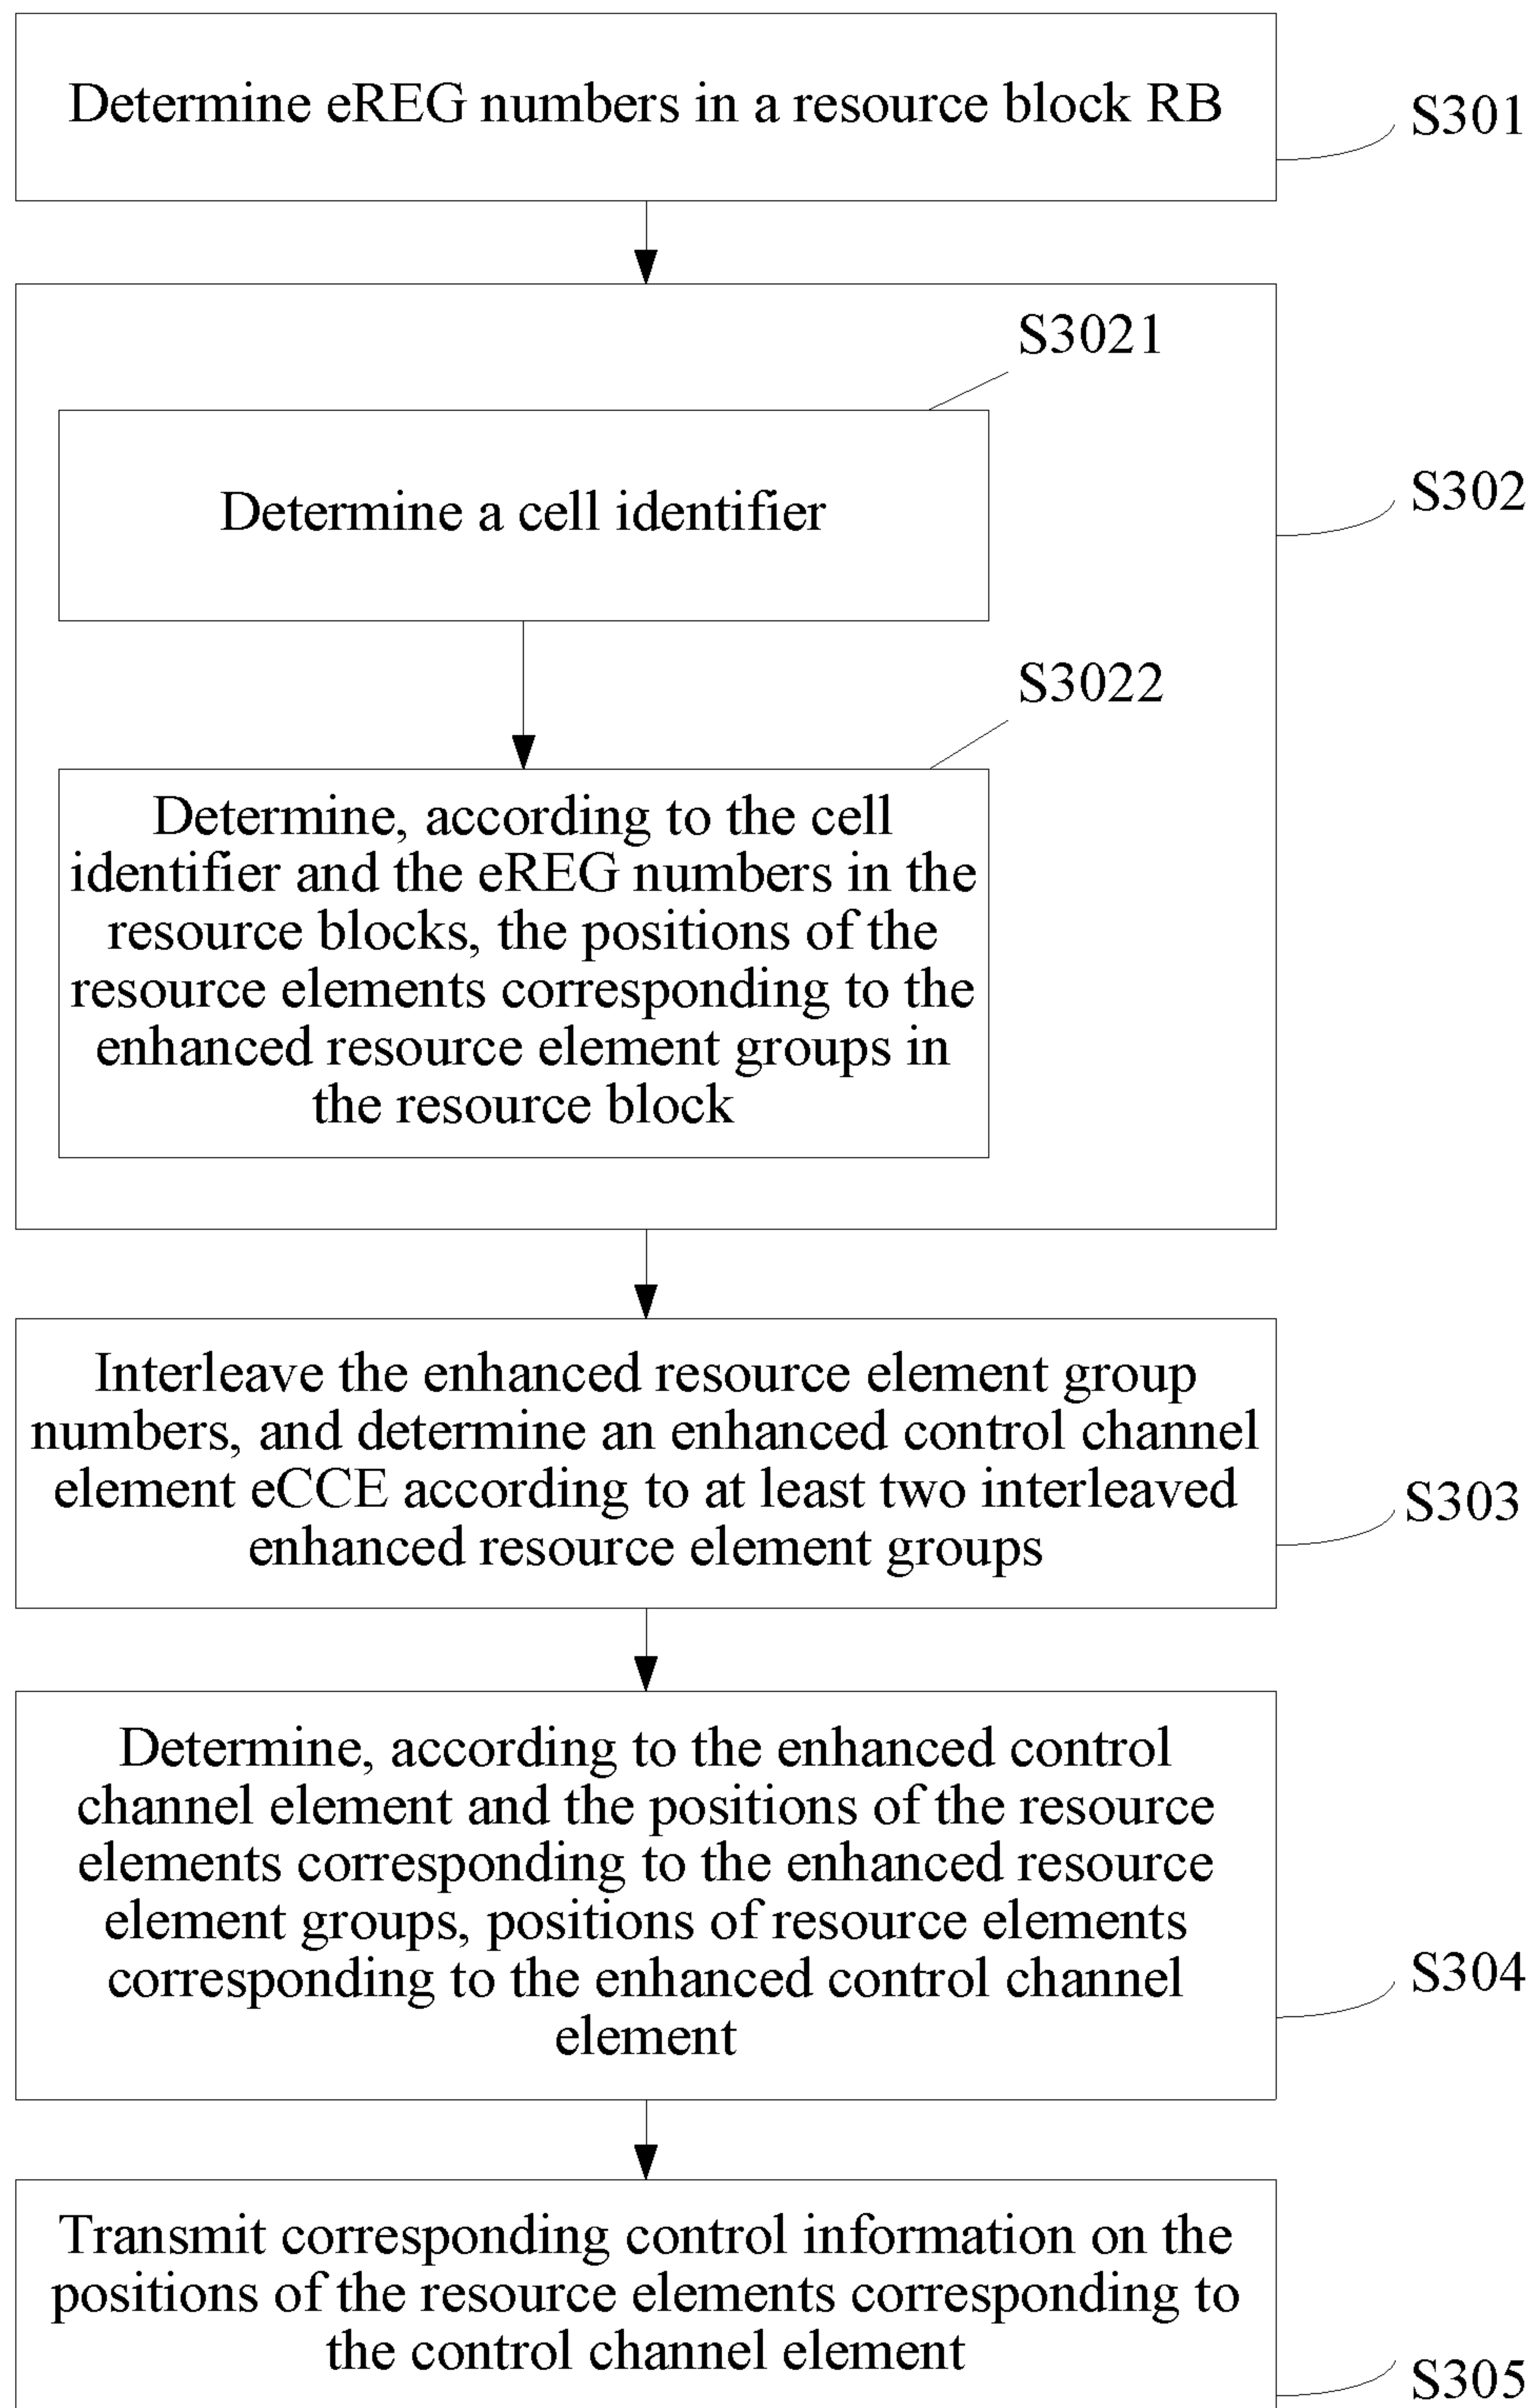 Determine eREG numbers in a resource block RB
S301
S3021
Determine a cell identifier
S302
S3022
Determine, according to the cell
identifier and the eREG numbers in the
resource blocks, the positions of the
resource elements corresponding to the
enhanced resource element groups in
the resource block
Interleave the enhanced resource element group
numbers, and determine an enhanced control channel
element eCCE according to at least two interleaved
enhanced resource element groups
S303
Determine, according to the enhanced control
channel element and the positions of the resource
elements corresponding to the enhanced resource
element groups, positions of resource elements
corresponding to the enhanced control channel
element
S304
Transmit corresponding control information on the
positions of the resource elements corresponding to
the control channel element
S305